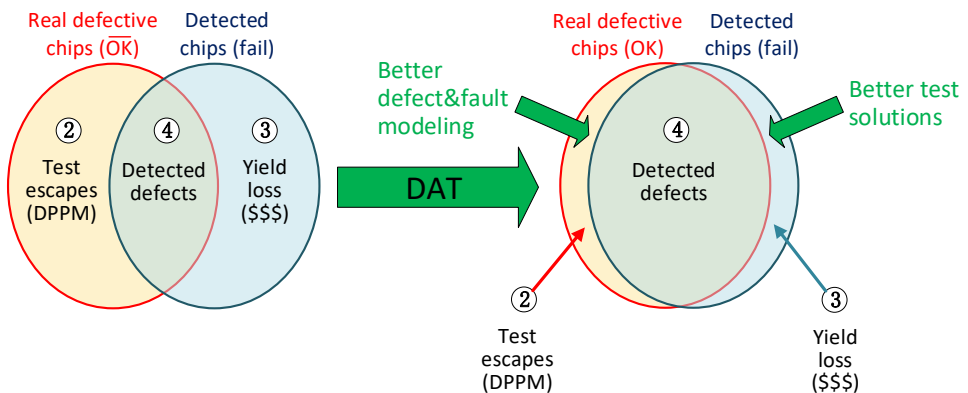 Real defective
chips (O̅K̅)
Detected
chips (fail)
②
Test
escapes
(DPPM)
④
Detected
defects
③
Yield
loss
($$$)
DAT
Better
defect&fault
modeling
Real defective
chips (OK)
Detected
chips (fail)
Better test
solutions
④
Detected
defects
②
Test
escapes
(DPPM)
③
Yield
loss
($$$)